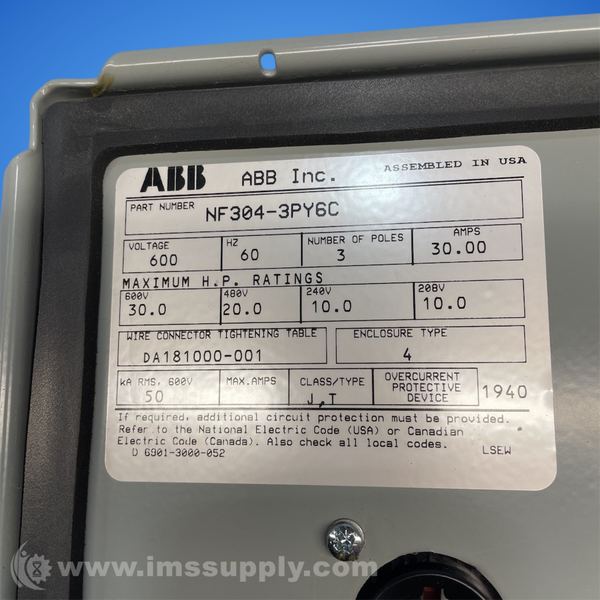 ABB ABB Inc. ASSEMBLED IN USA
PART NUMBER NF304-3PY6C
VOLTAGE HZ NUMBER OF POLES AMPS
600 60 3 30.00
MAXIMUM H.P. RATINGS
600V 480V 240V 208V
30.0 20.0 10.0 10.0
WIRE CONNECTOR TIGHTENING TABLE ENCLOSURE TYPE
DA181000-001 4
kA RMS, 600V MAX.AMPS CLASS/TYPE OVERCURRENT PROTECTIVE DEVICE 1940
50 J,T
If required, additional circuit protection must be provided.
Refer to the National Electric Code (USA) or Canadian
Electric Code (Canada). Also check all local codes.
D 6901-3000-052 LSEW
www.imssupply.com